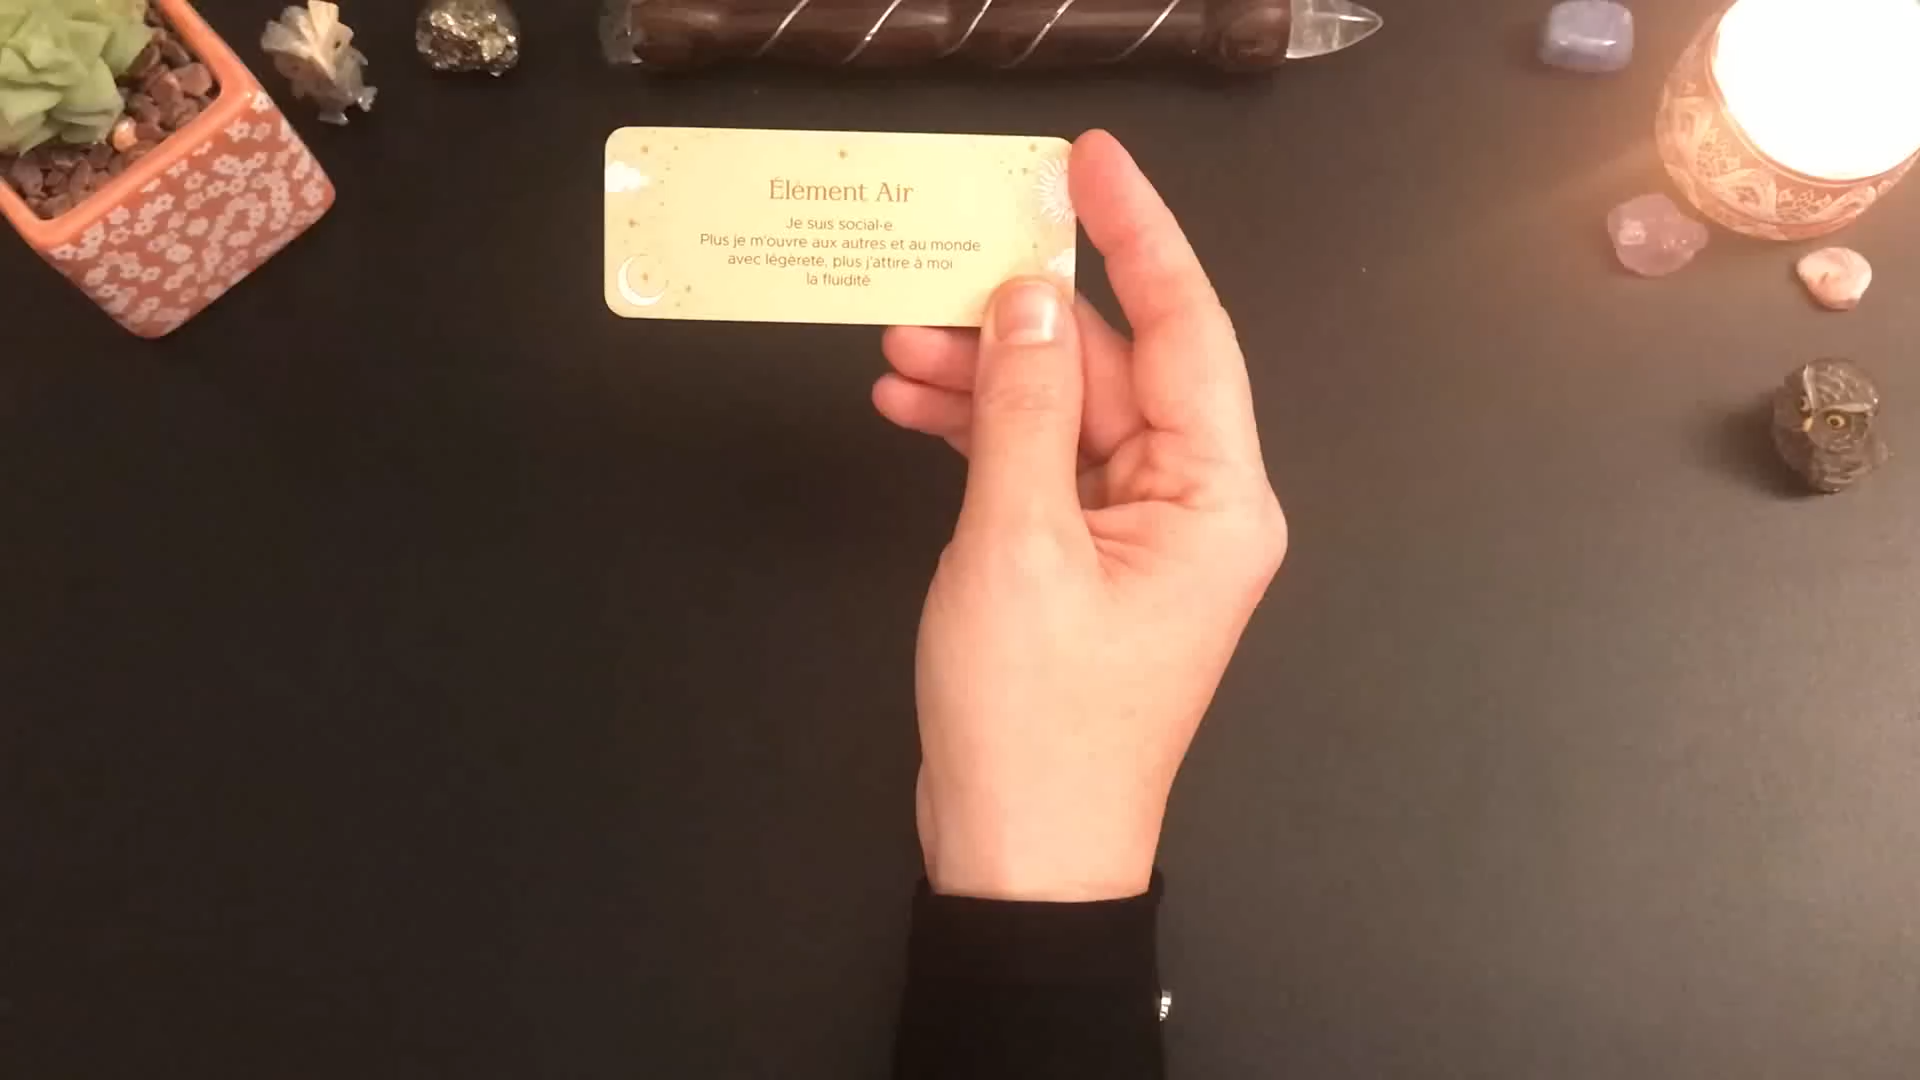 Élément Air
Je suis social·e
Plus je m'ouvre aux autres et au monde
avec légèreté, plus j'attire à moi
la fluidité